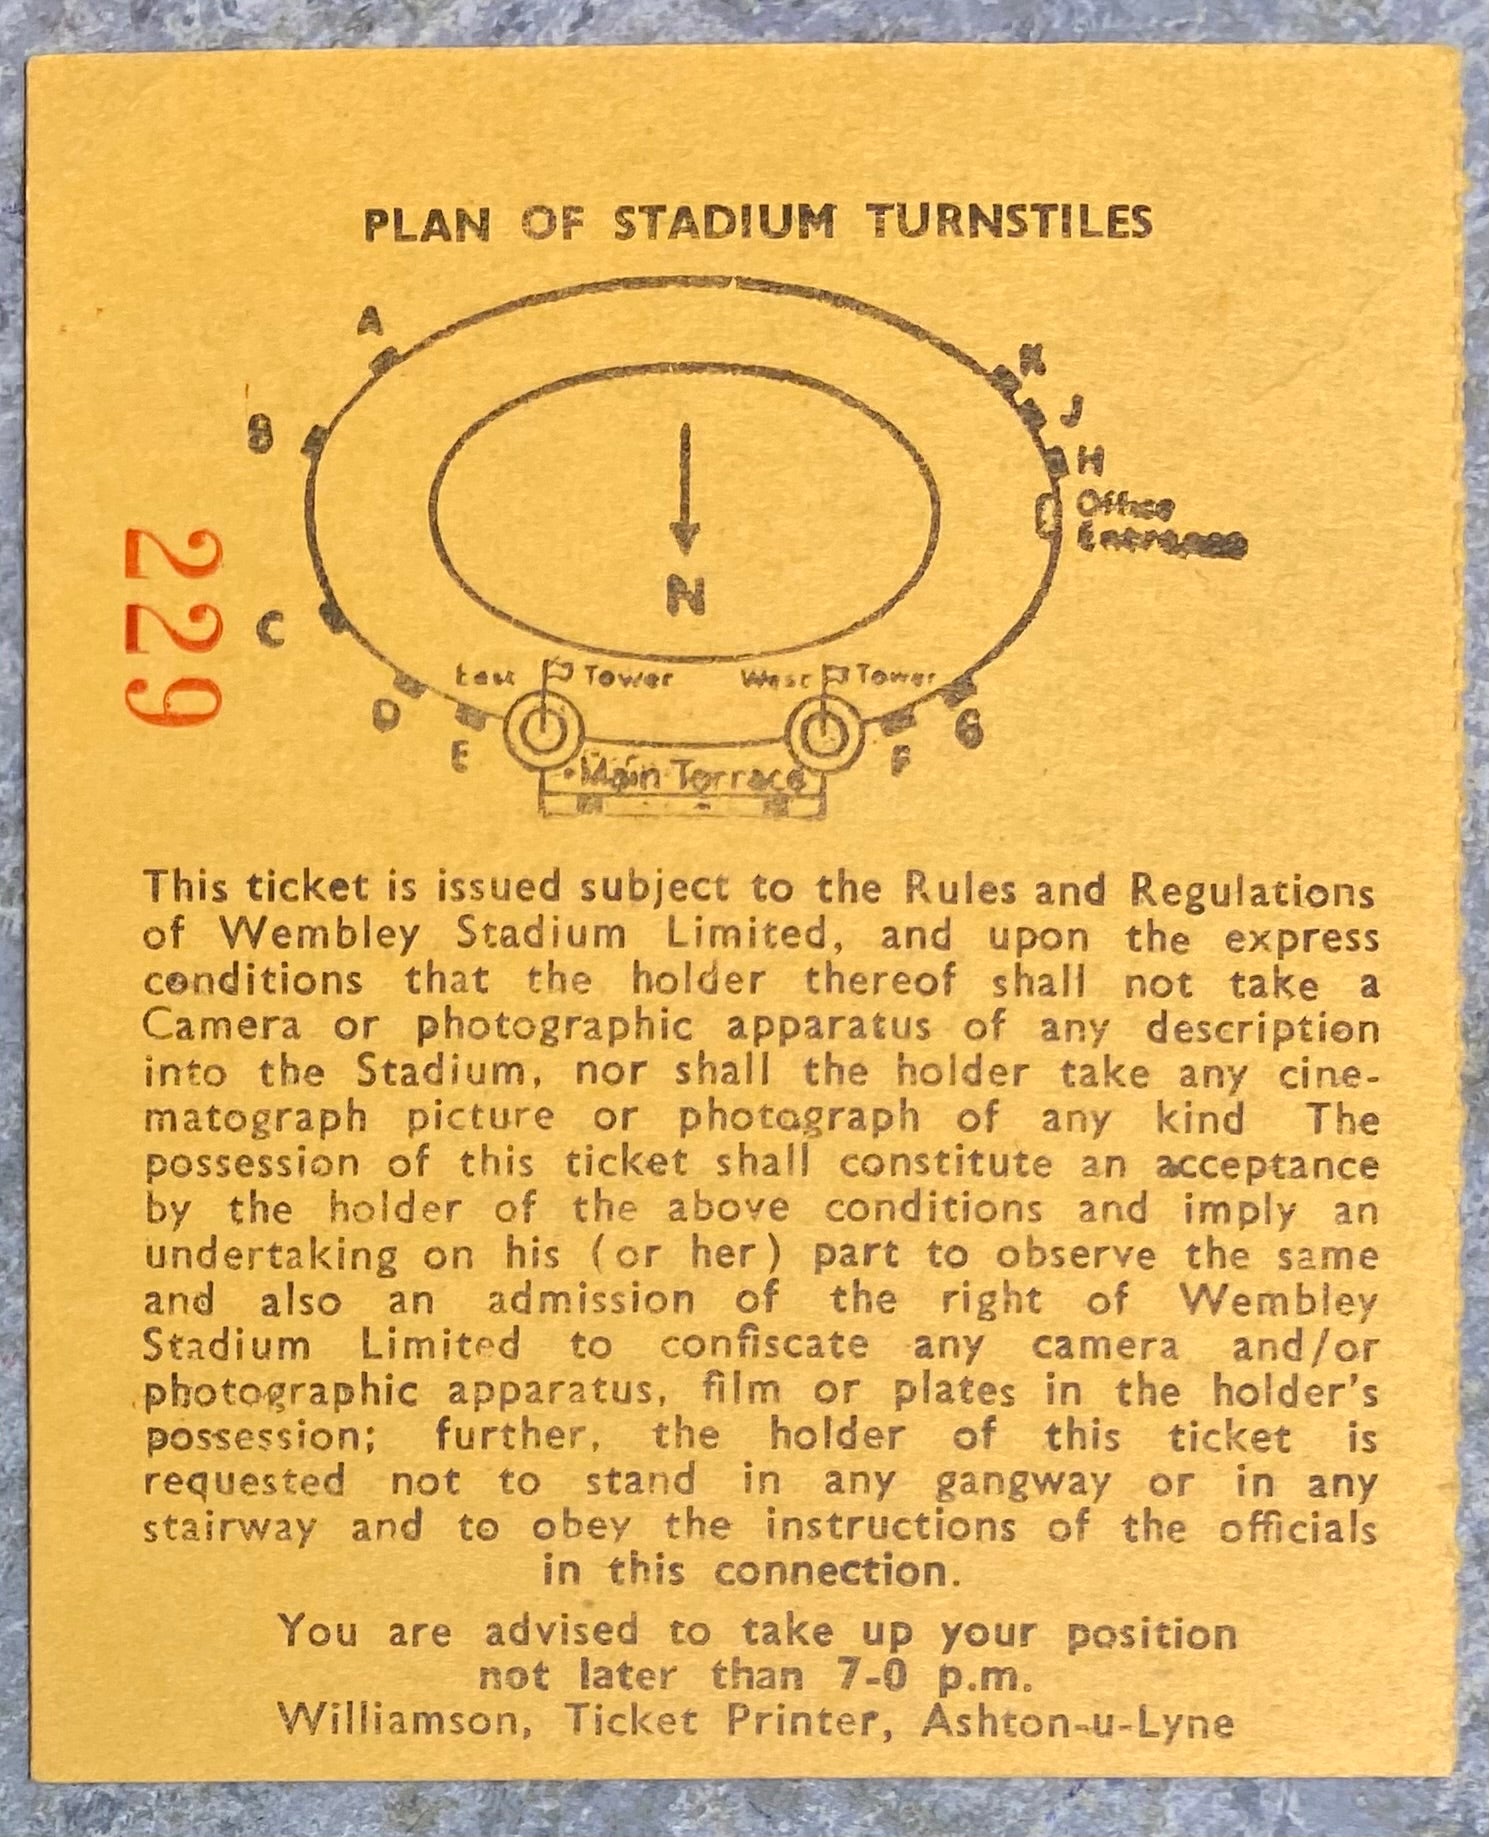 PLAN OF STADIUM TURNSTILES
A
K
B
J
H
Office
Entrance
229
N
C
East Tower
West Tower
D
E
F
G
Main Terrace
This ticket is issued subject to the Rules and Regulations
of Wembley Stadium Limited, and upon the express
conditions that the holder thereof shall not take a
Camera or photographic apparatus of any description
into the Stadium, nor shall the holder take any cine-
matograph picture or photograph of any kind The
possession of this ticket shall constitute an acceptance
by the holder of the above conditions and imply an
undertaking on his (or her) part to observe the same
and also an admission of the right of Wembley
Stadium Limited to confiscate any camera and/or
photographic apparatus, film or plates in the holder's
possession; further, the holder of this ticket is
requested not to stand in any gangway or in any
stairway and to obey the instructions of the officials
in this connection.
You are advised to take up your position
not later than 7-0 p.m.
Williamson, Ticket Printer, Ashton-u-Lyne